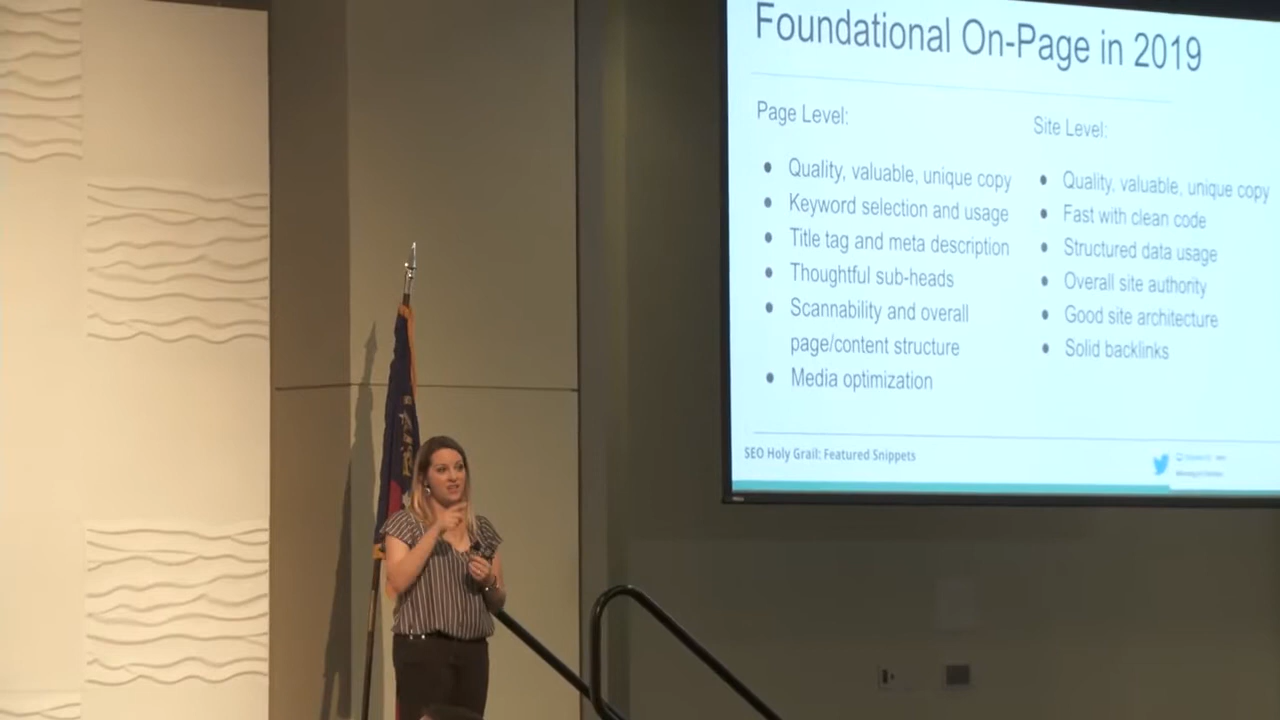 Foundational On-Page in 2019
Page Level:
• Quality, valuable, unique copy
• Keyword selection and usage
• Title tag and meta description
• Thoughtful sub-heads
• Scannability and overall
page/content structure
• Media optimization
Site Level:
• Quality, valuable, unique copy
• Fast with clean code
• Structured data usage
• Overall site authority
• Good site architecture
• Solid backlinks
SEO Holy Grail: Featured Snippets